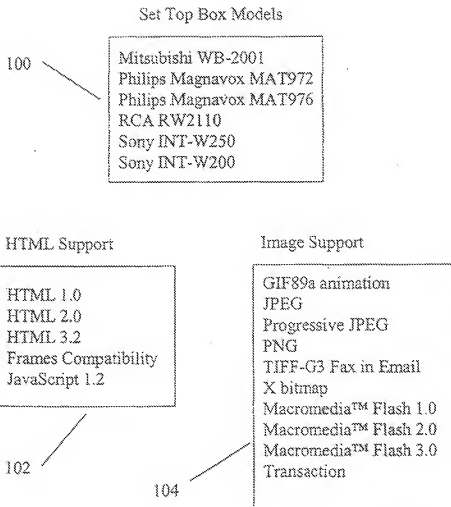 Set Top Box Models
100
Mitsubishi WB-2001
Philips Magnavox MAT972
Philips Magnavox MAT976
RCA RW2110
Sony INT-W250
Sony INT-W200
HTML Support
HTML 1.0
HTML 2.0
HTML 3.2
Frames Compatibility
JavaScript 1.2
102
Image Support
GIF89a animation
JPEG
Progressive JPEG
PNG
TIFF-G3 Fax in Email
X bitmap
Macromedia™ Flash 1.0
Macromedia™ Flash 2.0
Macromedia™ Flash 3.0
Transaction
104